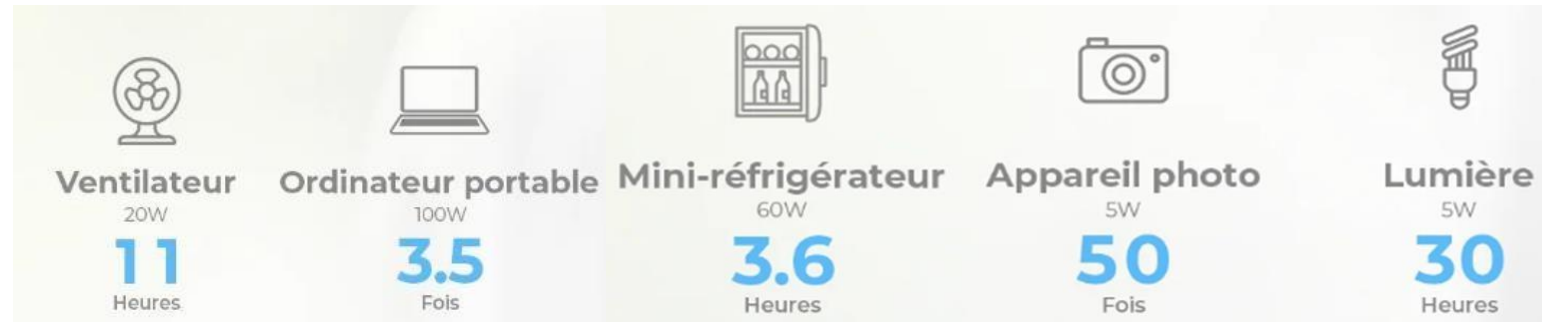 Ventilateur
20W
11
Heures
Ordinateur portable
100W
3.5
Fois
Mini-réfrigérateur
60W
3.6
Heures
Appareil photo
5W
50
Fois
Lumière
5W
30
Heures